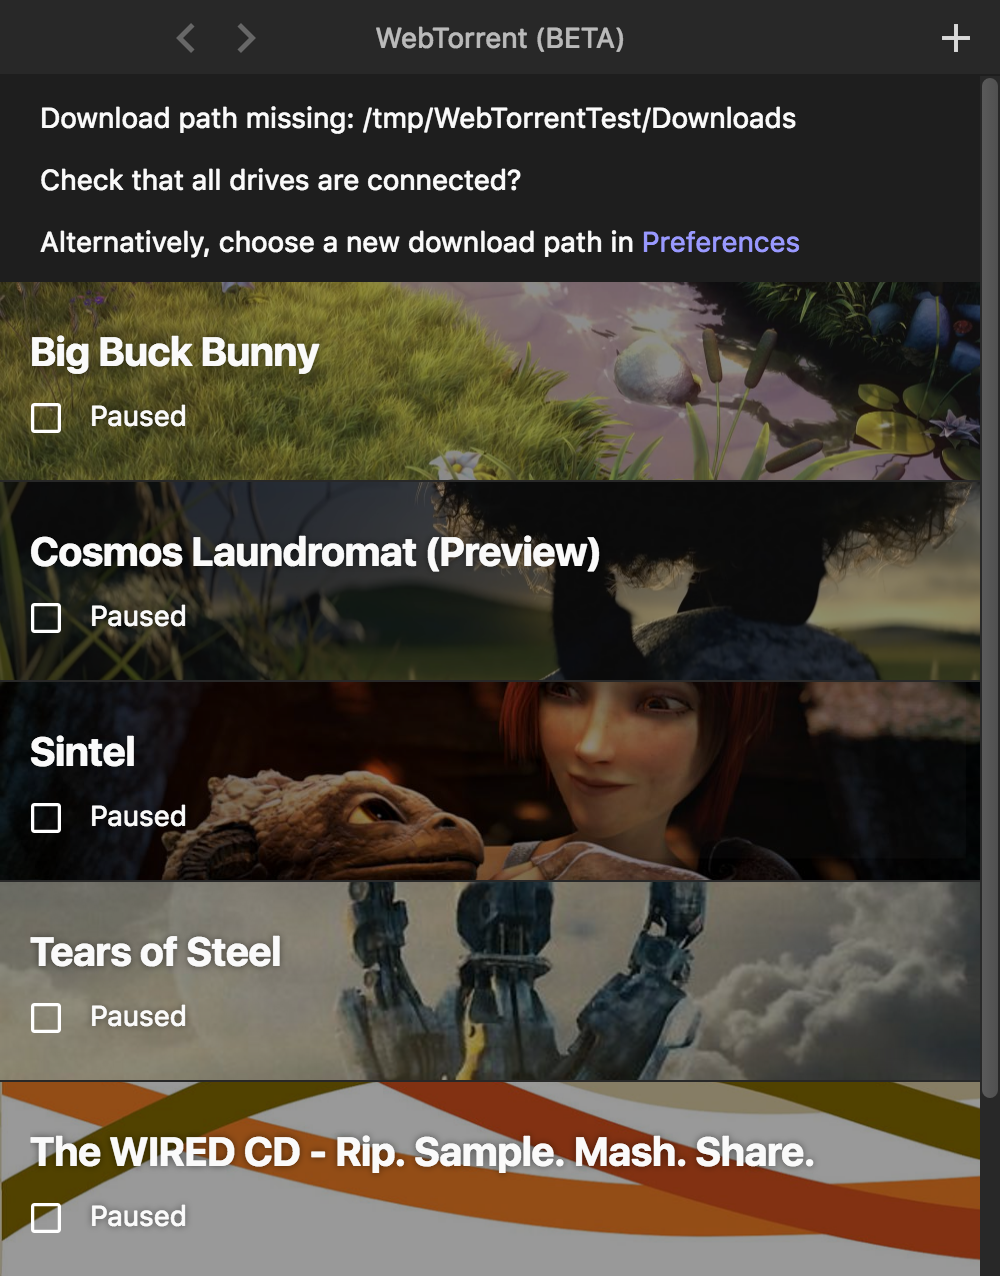 WebTorrent (BETA)
Download path missing: /tmp/WebTorrentTest/Downloads
Check that all drives are connected?
Alternatively, choose a new download path in Preferences
Big Buck Bunny
Paused
Cosmos Laundromat (Preview)
Paused
Sintel
Paused
Tears of Steel
Paused
The WIRED CD - Rip. Sample. Mash. Share.
Paused